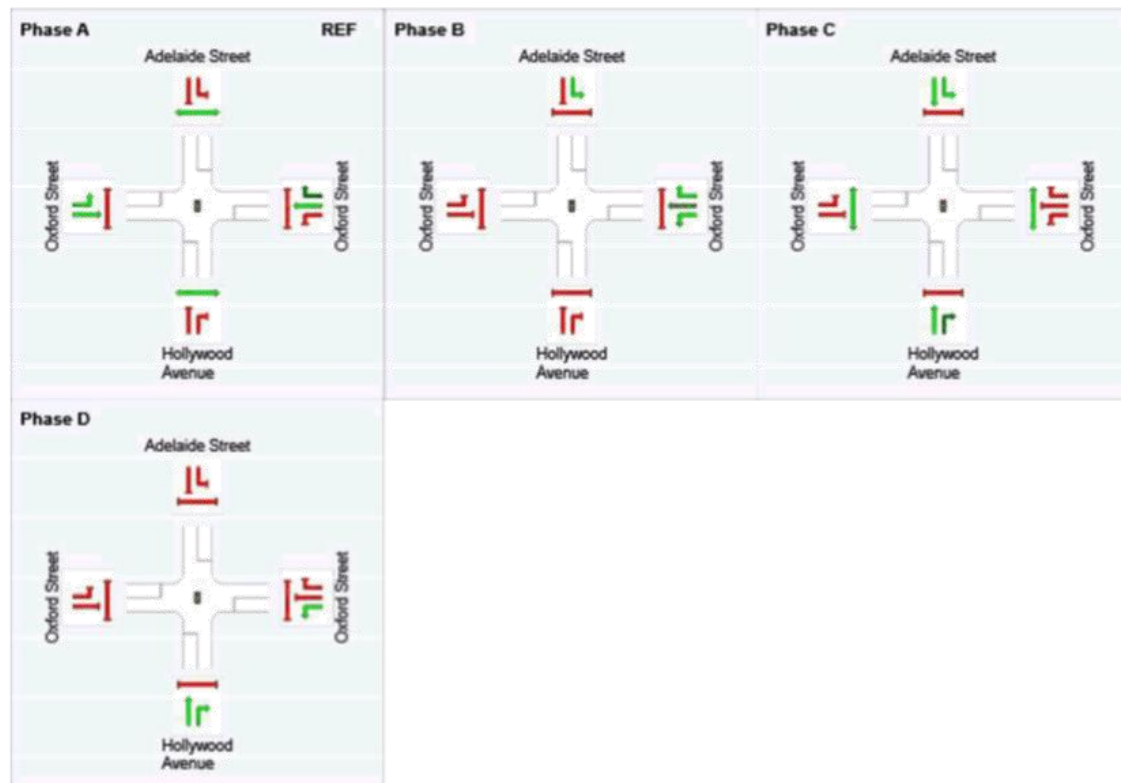 Phase A
REF
Adelaide Street
Oxford Street
Oxford Street
Hollywood
Avenue
Phase B
Adelaide Street
Oxford Street
Oxford Street
Hollywood
Avenue
Phase C
Adelaide Street
Oxford Street
Oxford Street
Hollywood
Avenue
Phase D
Adelaide Street
Oxford Street
Oxford Street
Hollywood
Avenue